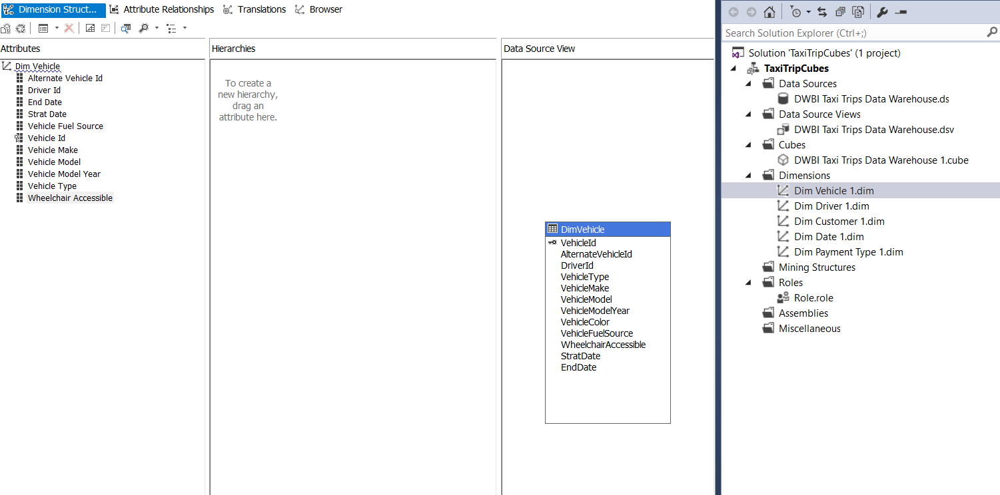 Dimension Struct...
Attribute Relationships
Translations
Browser
Attributes
Dim Vehicle
Alternate Vehicle Id
Driver Id
End Date
Strat Date
Vehicle Fuel Source
Vehicle Id
Vehicle Make
Vehicle Model
Vehicle Model Year
Vehicle Type
Wheelchair Accessible
Hierarchies
To create a
new hierarchy,
drag an
attribute here.
Data Source View
DimVehicle
VehicleId
AlternateVehicleId
DriverId
VehicleType
VehicleMake
VehicleModel
VehicleModelYear
VehicleColor
VehicleFuelSource
WheelchairAccessible
StratDate
EndDate
Search Solution Explorer (Ctrl+;)
Solution 'TaxiTripCubes' (1 project)
TaxiTripCubes
Data Sources
DWBI Taxi Trips Data Warehouse.ds
Data Source Views
DWBI Taxi Trips Data Warehouse.dsv
Cubes
DWBI Taxi Trips Data Warehouse 1.cube
Dimensions
Dim Vehicle 1.dim
Dim Driver 1.dim
Dim Customer 1.dim
Dim Date 1.dim
Dim Payment Type 1.dim
Mining Structures
Roles
Role.role
Assemblies
Miscellaneous